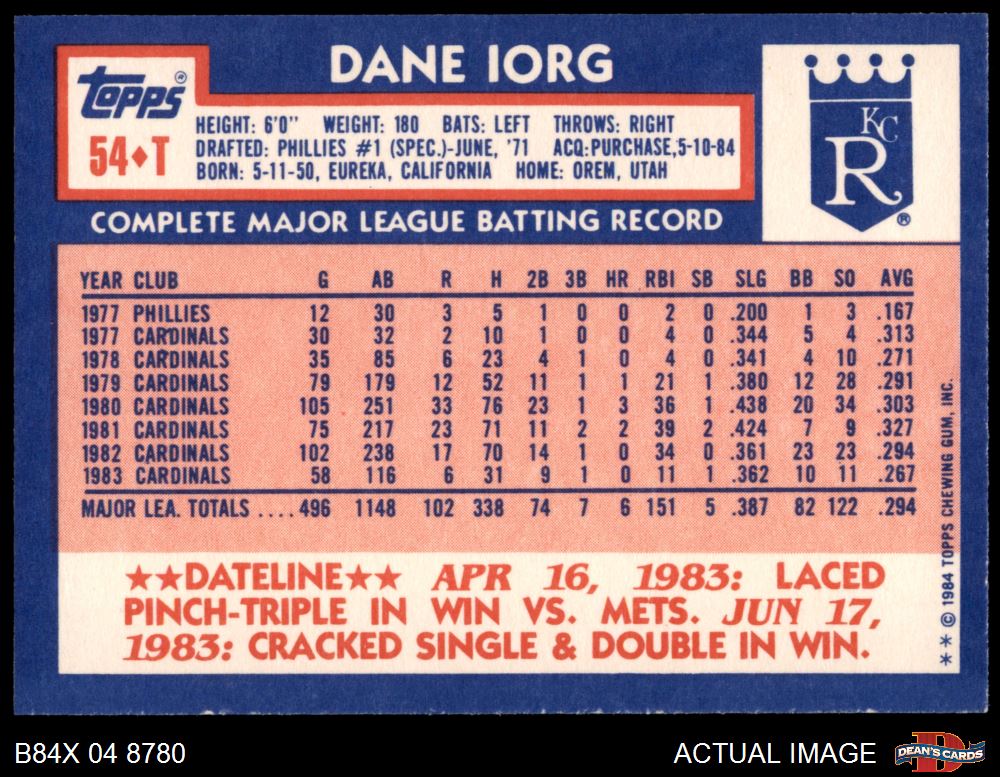 DANE IORG
TOPPS®
54♦T
HEIGHT: 6'0" WEIGHT: 180 BATS: LEFT THROWS: RIGHT
DRAFTED: PHILLIES #1 (SPEC.)-JUNE, '71 ACQ:PURCHASE,5-10-84
BORN: 5-11-50, EUREKA, CALIFORNIA HOME: OREM, UTAH
KC
R®
COMPLETE MAJOR LEAGUE BATTING RECORD
YEAR CLUB G AB R H 2B 3B HR RBI SB SLG BB SO AVG
1977 PHILLIES 12 30 3 5 1 0 0 2 0 .200 1 3 .167
1977 CARDINALS 30 32 2 10 1 0 0 4 0 .344 5 4 .313
1978 CARDINALS 35 85 6 23 4 1 0 4 0 .341 4 10 .271
1979 CARDINALS 79 179 12 52 11 1 1 21 1 .380 12 28 .291
1980 CARDINALS 105 251 33 76 23 1 3 36 1 .438 20 34 .303
1981 CARDINALS 75 217 23 71 11 2 2 39 2 .424 7 9 .327
1982 CARDINALS 102 238 17 70 14 1 0 34 0 .361 23 23 .294
1983 CARDINALS 58 116 6 31 9 1 0 11 1 .362 10 11 .267
MAJOR LEA. TOTALS .... 496 1148 102 338 74 7 6 151 5 .387 82 122 .294
★★DATELINE★★ APR 16, 1983: LACED
PINCH-TRIPLE IN WIN VS. METS. JUN 17,
1983: CRACKED SINGLE & DOUBLE IN WIN.
* * © 1984 TOPPS CHEWING GUM, INC.
B84X 04 8780
ACTUAL IMAGE
D
DEAN'S CARDS